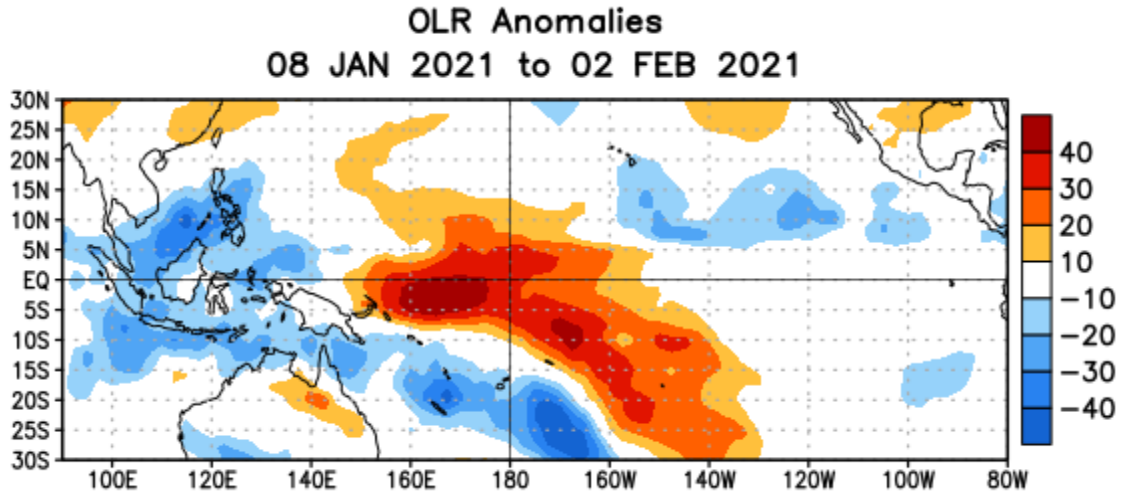 OLR Anomalies
08 JAN 2021 to 02 FEB 2021
30N
25N
20N
15N
10N
5N
EQ
5S
10S
15S
20S
25S
30S
100E 120E 140E 160E 180 160W 140W 120W 100W 80W
40
30
20
10
−10
−20
−30
−40